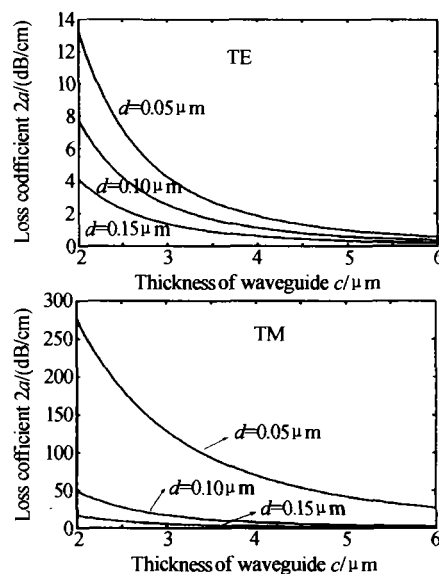 Loss codfficient 2a/(dB/cm)
14
12
10
8
6
4
2
0
TE
d=0.05μm
d=0.10μm
d=0.15μm
2 3 4 5 6
Thickness of waveguide c/μm
Loss cofficient 2a/(dB/cm)
300
250
200
150
100
50
0
TM
d=0.05μm
d=0.10μm
d=0.15μm
2 3 4 5 6
Thickness of waveguide c/μm